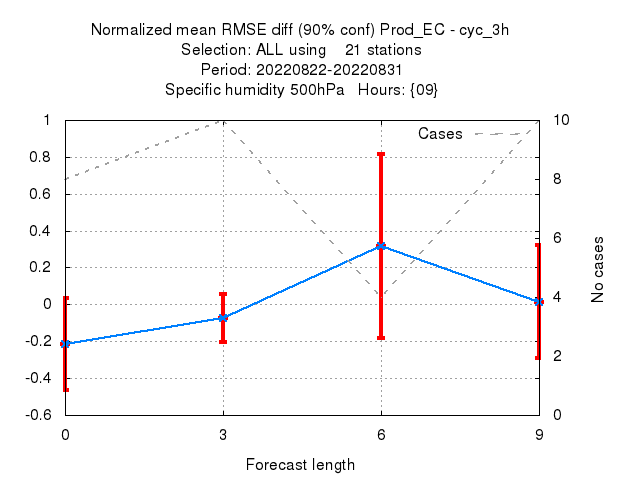 Normalized mean RMSE diff (90% conf) Prod_EC - cyc_3h
Selection: ALL using 21 stations
Period: 20220822-20220831
Specific humidity 500hPa Hours: {09}
Cases
1
0.8
0.6
0.4
0.2
0
-0.2
-0.4
-0.6
10
8
6
4
2
0
No cases
0 3 6 9
Forecast length